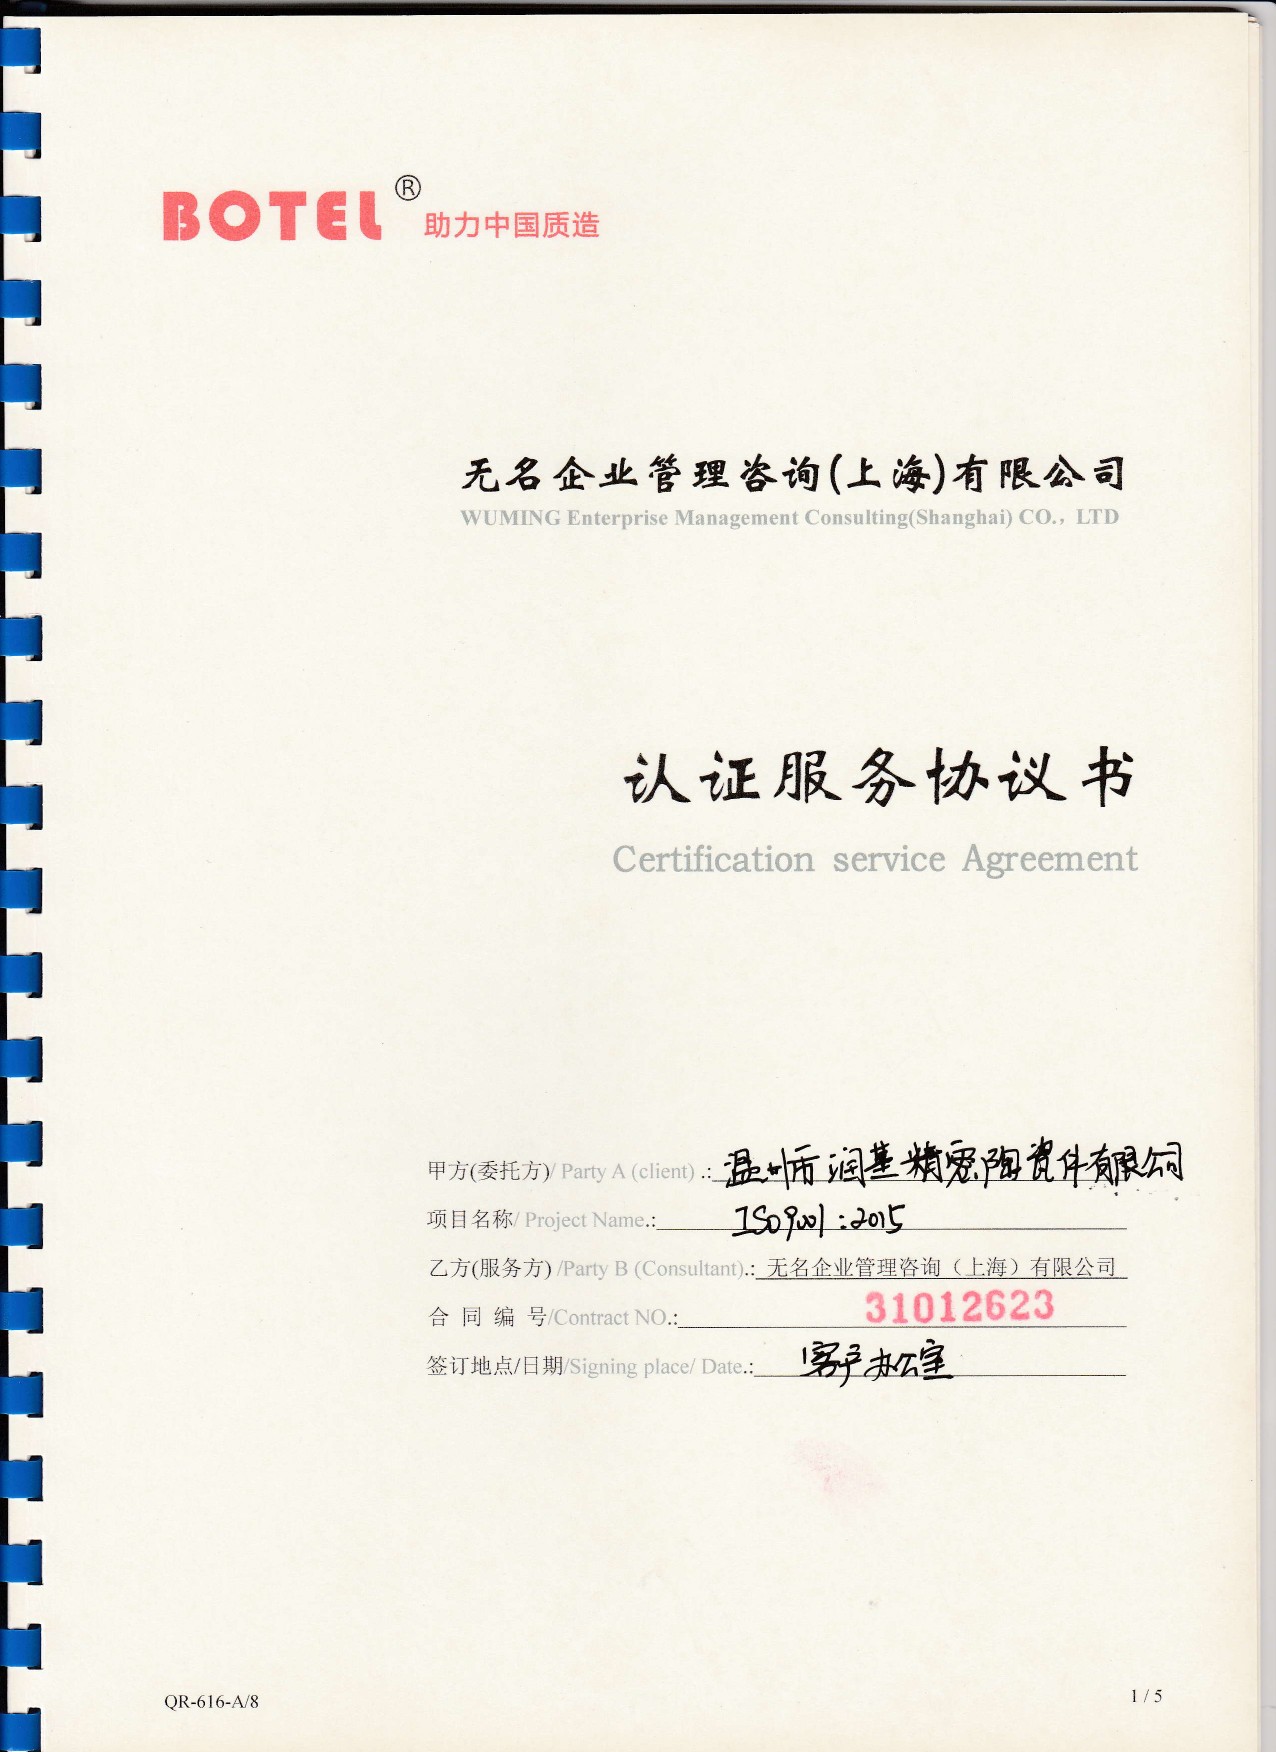 BOTEL® 助力中国质造
无名企业管理咨询(上海)有限公司
WUMING Enterprise Management Consulting(Shanghai) CO., LTD
认证服务协议书
Certification service Agreement
甲方(委托方)/ Party A (client) .: 温州市润基精密陶瓷件有限公司
项目名称/ Project Name.: ISO9001:2015
乙方(服务方) /Party B (Consultant).: 无名企业管理咨询（上海）有限公司
合 同 编 号/Contract NO.: 31012623
签订地点/日期/Signing place/ Date.: 客户办公室
QR-616-A/8
1 / 5